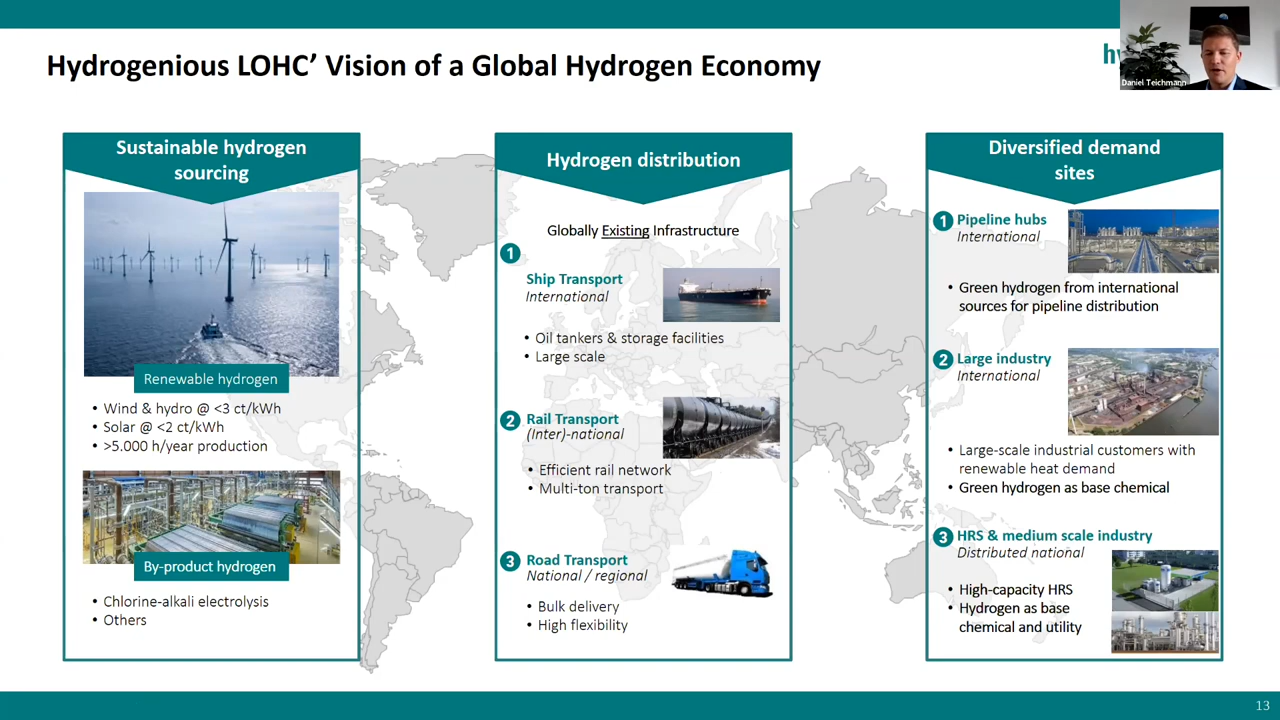 Hydrogenious LOHC’ Vision of a Global Hydrogen Economy
Daniel Teichmann
Sustainable hydrogen
sourcing
Renewable hydrogen
• Wind & hydro @ <3 ct/kWh
• Solar @ <2 ct/kWh
• >5.000 h/year production
By-product hydrogen
• Chlorine-alkali electrolysis
• Others
Hydrogen distribution
Globally Existing Infrastructure
1
Ship Transport
International
• Oil tankers & storage facilities
• Large scale
2 Rail Transport
(Inter)-national
• Efficient rail network
• Multi-ton transport
3 Road Transport
National / regional
• Bulk delivery
• High flexibility
Diversified demand
sites
1 Pipeline hubs
International
• Green hydrogen from international
sources for pipeline distribution
2 Large industry
International
• Large-scale industrial customers with
renewable heat demand
• Green hydrogen as base chemical
3 HRS & medium scale industry
Distributed national
• High-capacity HRS
• Hydrogen as base
chemical and utility
13